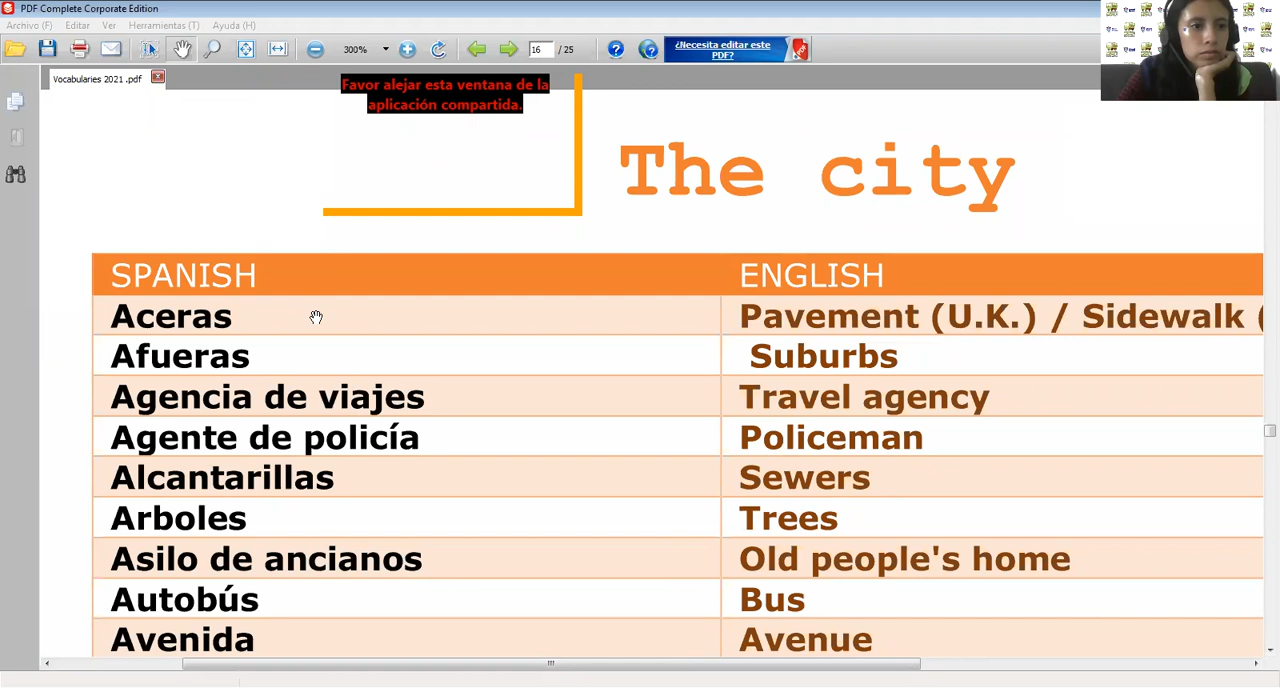 PDF Complete Corporate Edition
Archivo (F) Editar Ver Herramientas (T) Ayuda (H)
300% 16 / 25 ¿Necesita editar este PDF?
Vocabularies 2021 .pdf
Favor alejar esta ventana de la
aplicación compartida.
The city
SPANISH ENGLISH
Aceras Pavement (U.K.) / Sidewalk (
Afueras Suburbs
Agencia de viajes Travel agency
Agente de policía Policeman
Alcantarillas Sewers
Arboles Trees
Asilo de ancianos Old people's home
Autobús Bus
Avenida Avenue